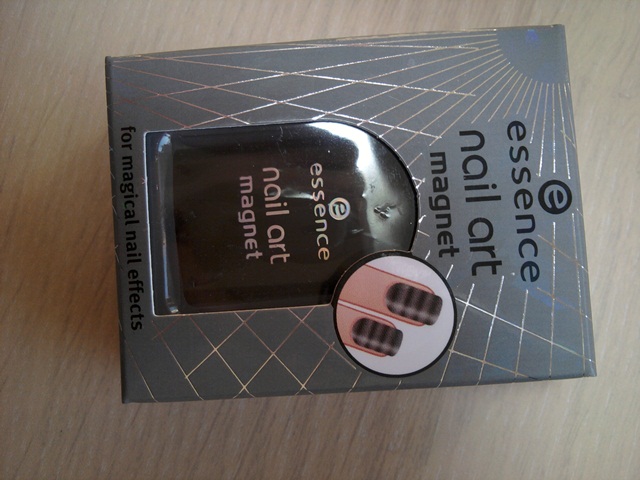 essence
nail art
magnet
essence
nail art
magnet
for magical nail effects